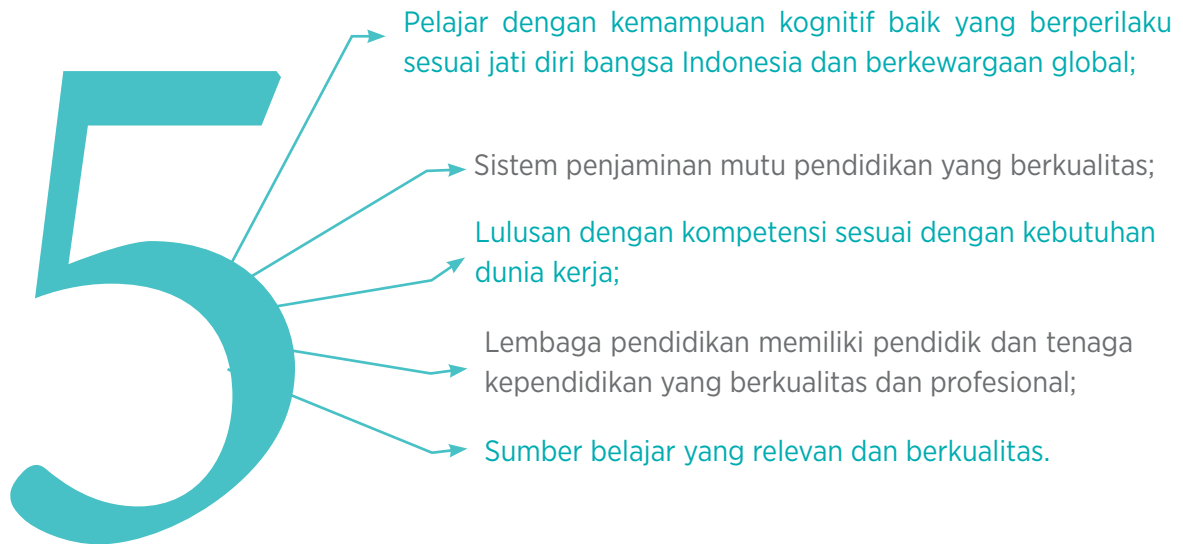 5
Pelajar dengan kemampuan kognitif baik yang berperilaku
sesuai jati diri bangsa Indonesia dan berkewargaan global;
Sistem penjaminan mutu pendidikan yang berkualitas;
Lulusan dengan kompetensi sesuai dengan kebutuhan
dunia kerja;
Lembaga pendidikan memiliki pendidik dan tenaga
kependidikan yang berkualitas dan profesional;
Sumber belajar yang relevan dan berkualitas.